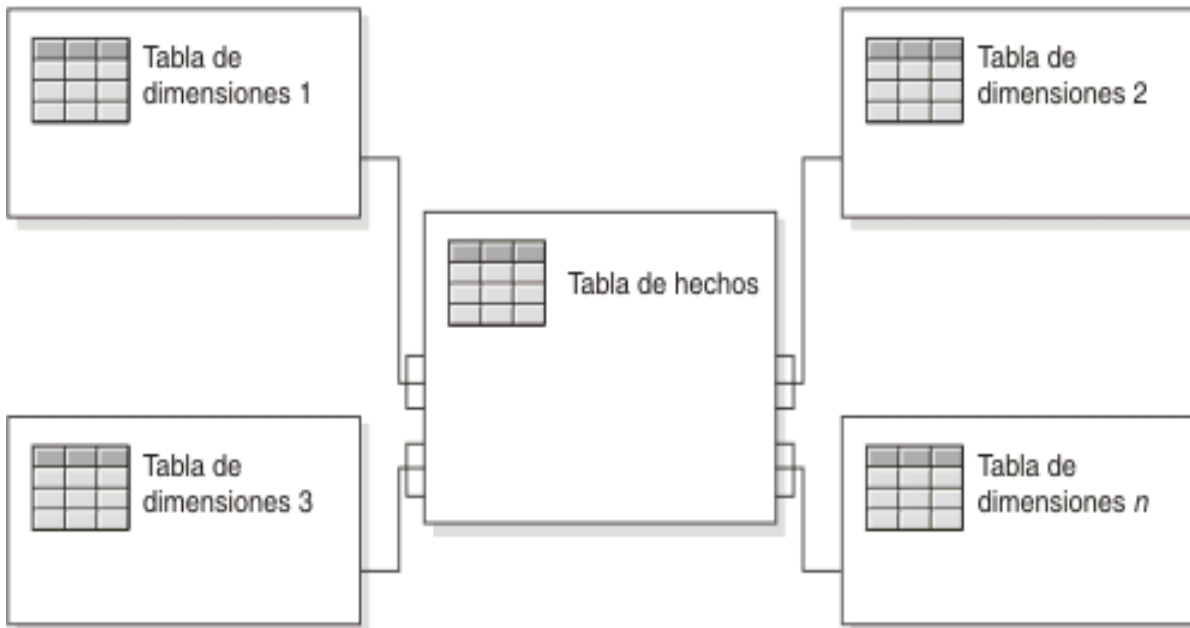 Tabla de
dimensiones 1
Tabla de
dimensiones 2
Tabla de hechos
Tabla de
dimensiones 3
Tabla de
dimensiones n